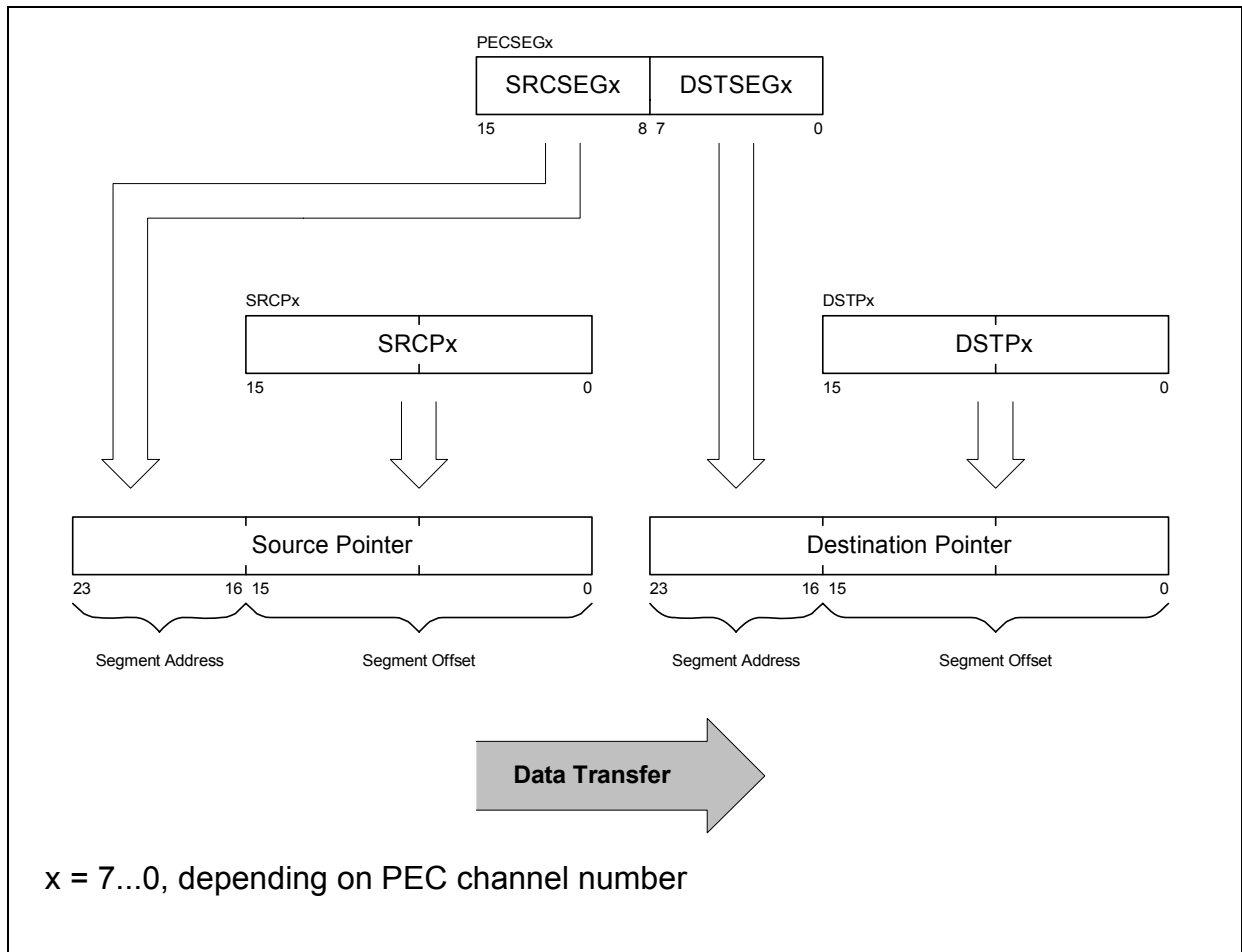 PECSEGx
SRCSEGx DSTSEGx
15 8 7 0
SRCPx DSTPx
SRCPx DSTPx
15 0 15 0
Source Pointer Destination Pointer
23 16 15 0 23 16 15 0
Segment Address Segment Offset Segment Address Segment Offset
Data Transfer
x = 7...0, depending on PEC channel number